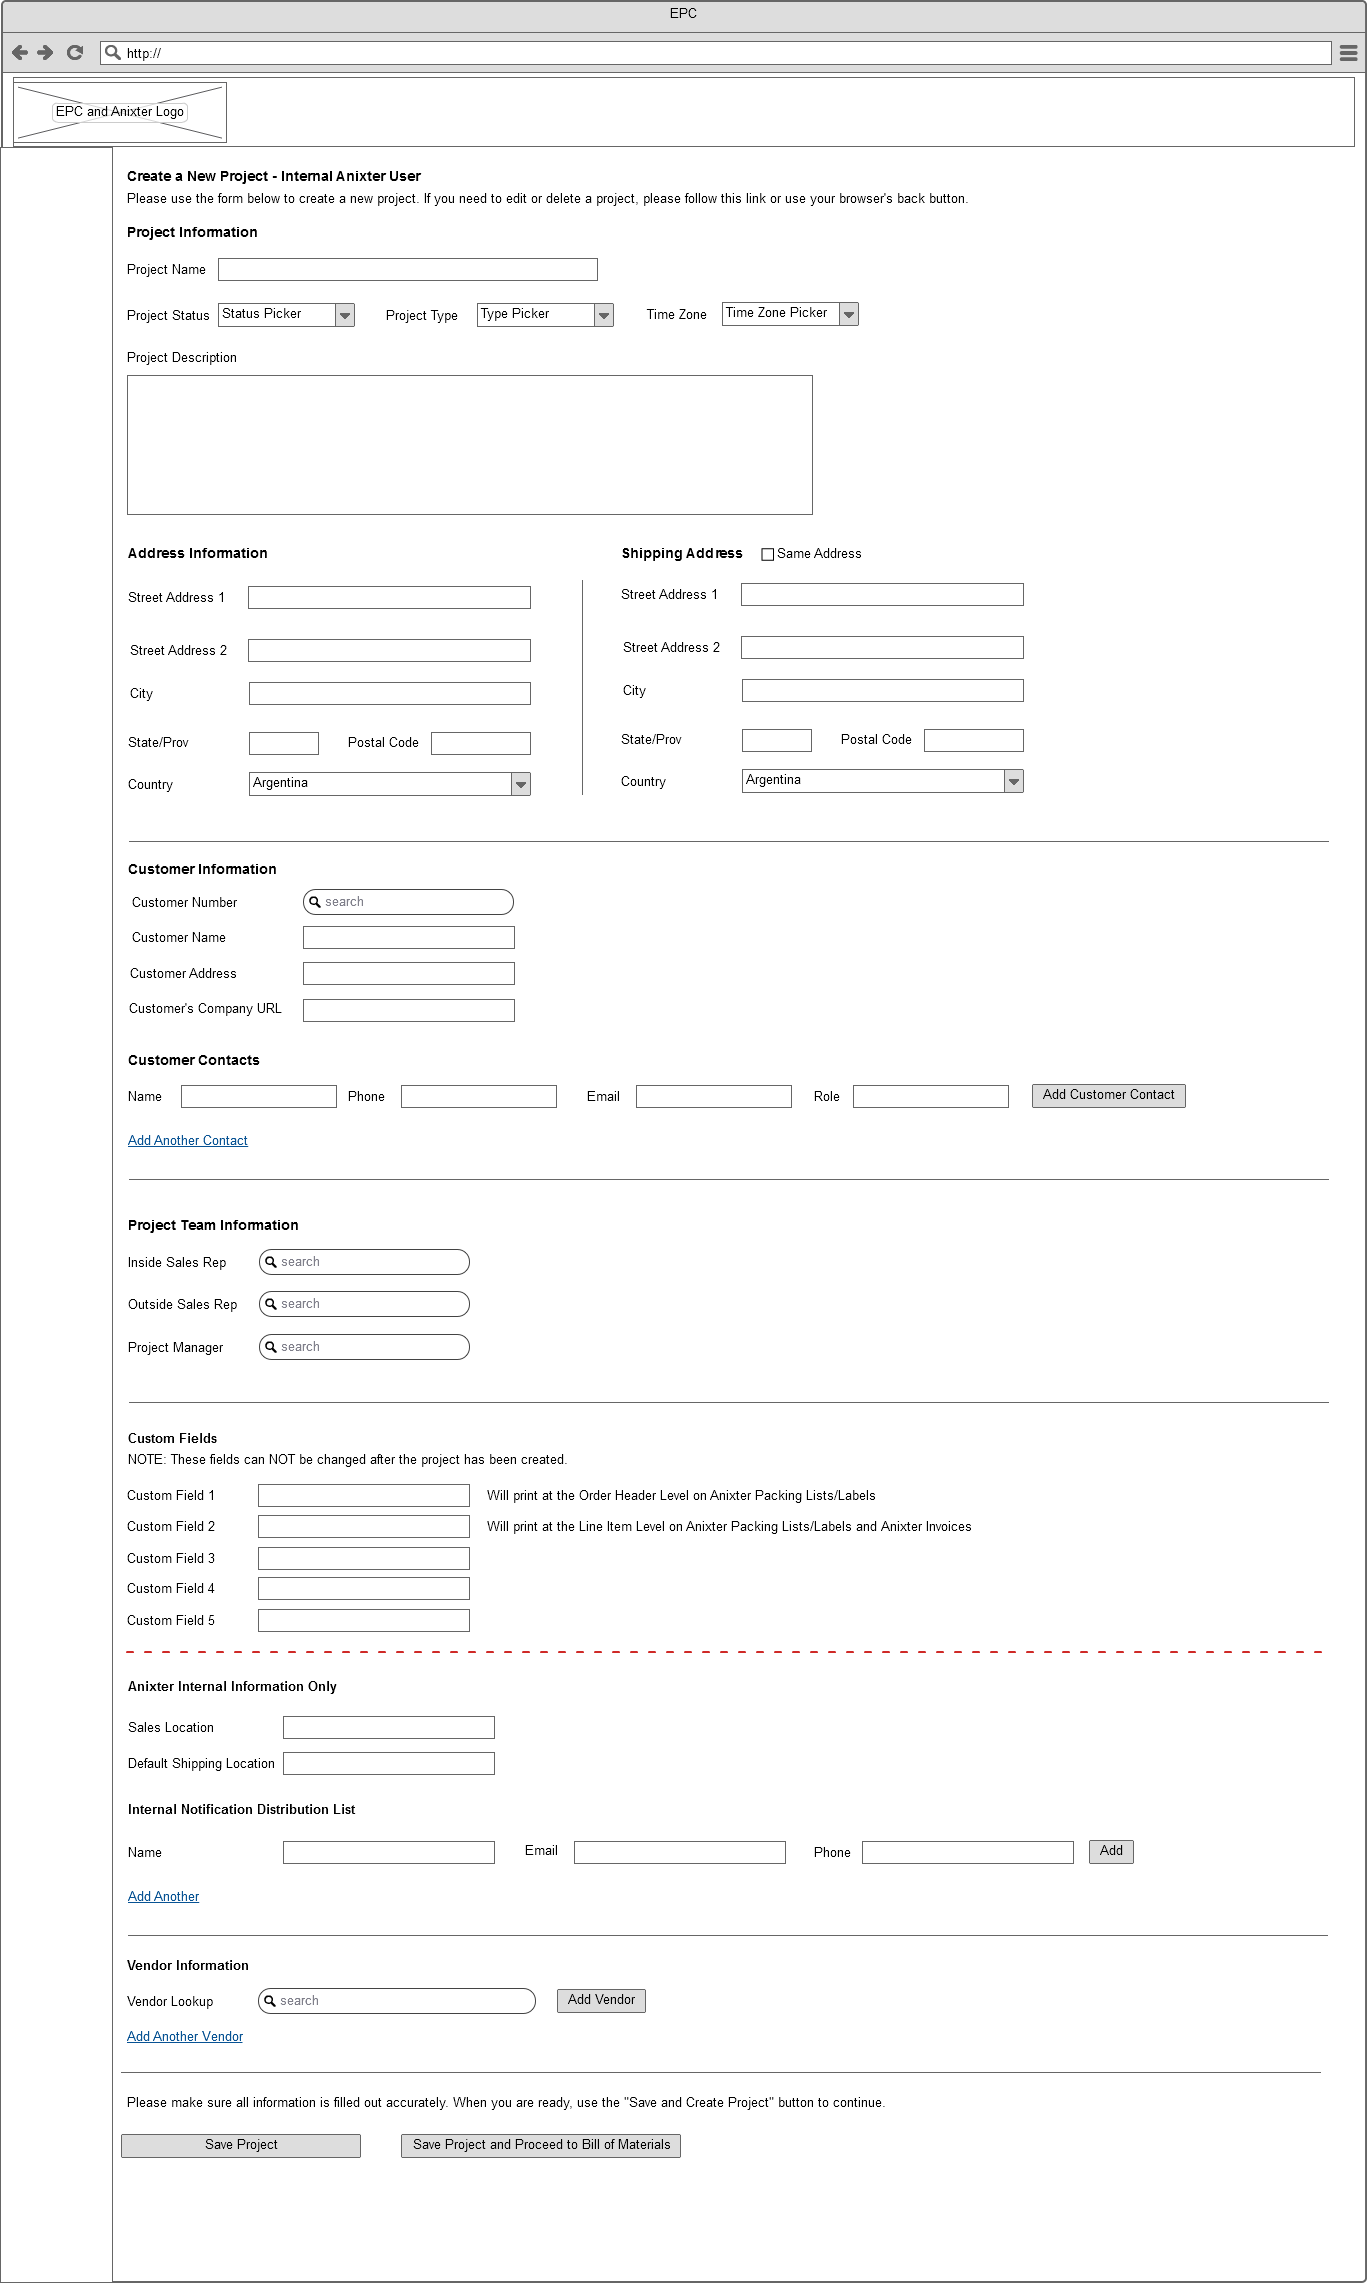 EPC
http://
EPC and Anixter Logo
Create a New Project - Internal Anixter User
Please use the form below to create a new project. If you need to edit or delete a project, please follow this link or use your browser's back button.
Project Information
Project Name
Project Status Status Picker Project Type Type Picker Time Zone Time Zone Picker
Project Description
Address Information
Street Address 1
Street Address 2
City
State/Prov Postal Code
Country Argentina
Shipping Address Same Address
Street Address 1
Street Address 2
City
State/Prov Postal Code
Country Argentina
Customer Information
Customer Number search
Customer Name
Customer Address
Customer's Company URL
Customer Contacts
Name Phone Email Role Add Customer Contact
Add Another Contact
Project Team Information
Inside Sales Rep search
Outside Sales Rep search
Project Manager search
Custom Fields
NOTE: These fields can NOT be changed after the project has been created.
Custom Field 1 Will print at the Order Header Level on Anixter Packing Lists/Labels
Custom Field 2 Will print at the Line Item Level on Anixter Packing Lists/Labels and Anixter Invoices
Custom Field 3
Custom Field 4
Custom Field 5
Anixter Internal Information Only
Sales Location
Default Shipping Location
Internal Notification Distribution List
Name Email Phone Add
Add Another
Vendor Information
Vendor Lookup search Add Vendor
Add Another Vendor
Please make sure all information is filled out accurately. When you are ready, use the "Save and Create Project" button to continue.
Save Project Save Project and Proceed to Bill of Materials